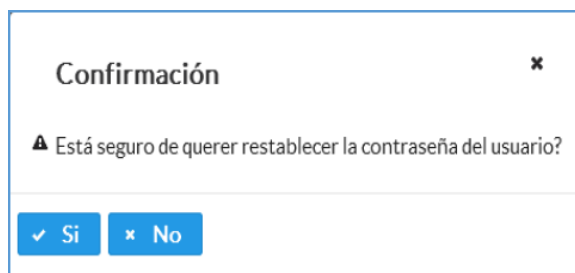 Confirmación
Está seguro de querer restablecer la contraseña del usuario?
Si No